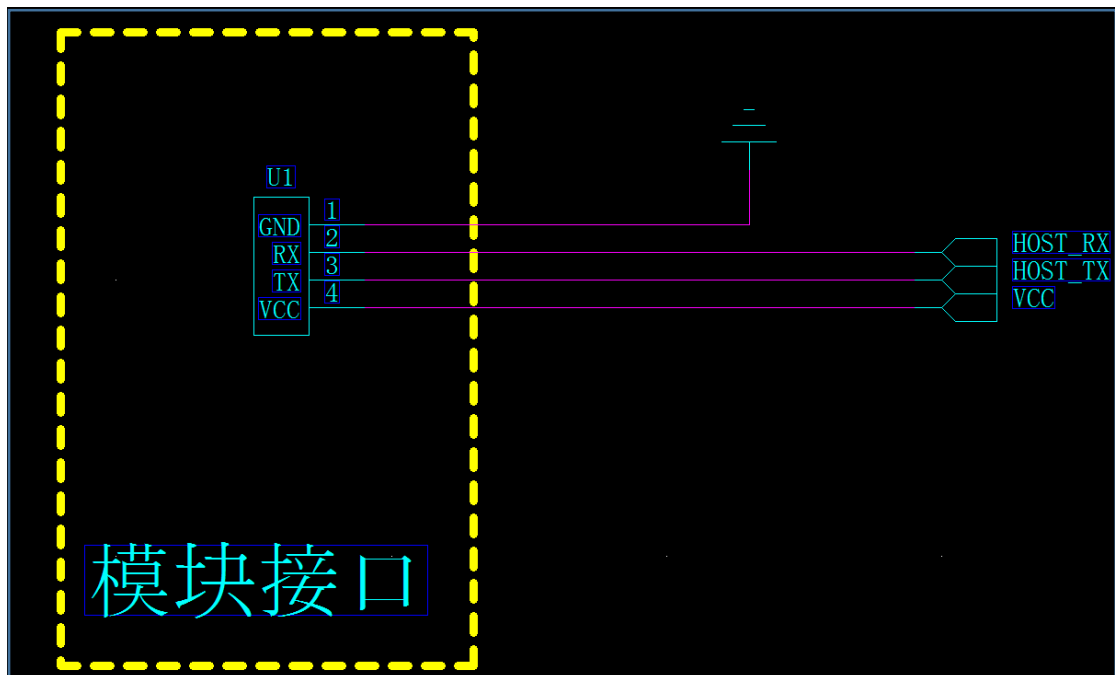 U1
1
GND
2
RX
3
TX
4
VCC
HOST_RX
HOST_TX
VCC
模块接口